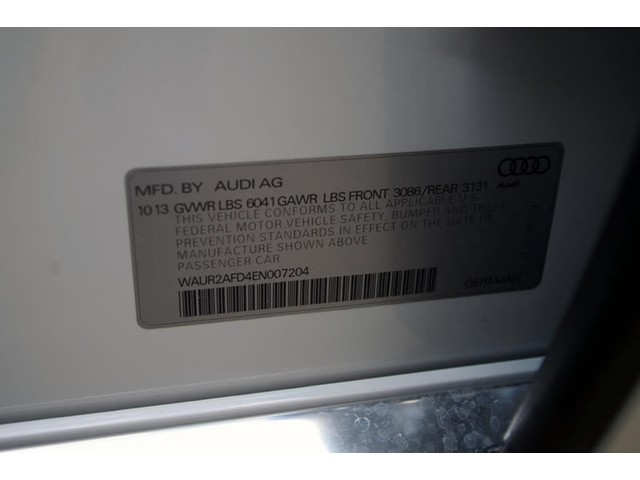 MFD. BY AUDI AG
10 13 GVWR LBS 6041 GAWR LBS FRONT 3086/REAR 3131
Audi
THIS VEHICLE CONFORMS TO ALL APPLICABLE U.S.
FEDERAL MOTOR VEHICLE SAFETY, BUMPER AND THEFT
PREVENTION STANDARDS IN EFFECT ON THE DATE OF
MANUFACTURE SHOWN ABOVE
PASSENGER CAR
WAUR2AFD4EN007204
GERMANY